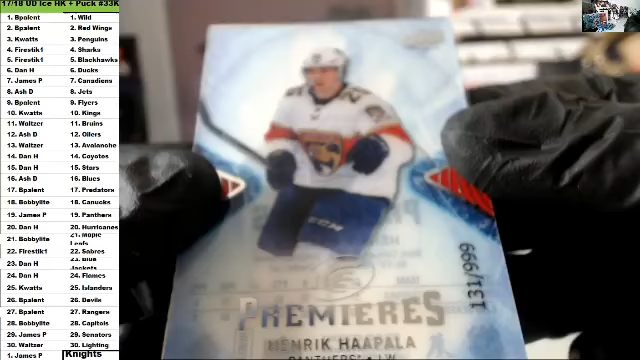 17/18 UD Ice HK + Puck #33K
1. Bpalent 1. Wild
2. Bpalent 2. Red Wings
3. Kwatts 3. Penguins
4. Firestik1 4. Sharks
5. Firestik1 5. Blackhawks
6. Dan H 6. Ducks
7. James P 7. Canadiens
8. Ash D 8. Jets
9. Bpalent 9. Flyers
10. Kwatts 10. Kings
11. Waltzer 11. Bruins
12. Ash D 12. Oilers
13. Waltzer 13. Avalanche
14. Dan H 14. Coyotes
15. Dan H 15. Stars
16. Ash D 16. Blues
17. Bpalent 17. Predators
18. Bobbylite 18. Canucks
19. James P 19. Panthers
20. Dan H 20. Hurricanes
21. Bobbylite 21. Maple Leafs
22. Firestik1 22. Sabres
23. Dan H 23. Blue Jackets
24. Dan H 24. Flames
25. Kwatts 25. Islanders
26. Bpalent 26. Devils
27. Bpalent 27. Rangers
28. Bobbylite 28. Capitols
29. James P 29. Senators
30. Waltzer 30. Lighting
1. James P Knights
CCM
131/999
PREMIERES
HENRIK HAAPALA
PANTHERS • LW